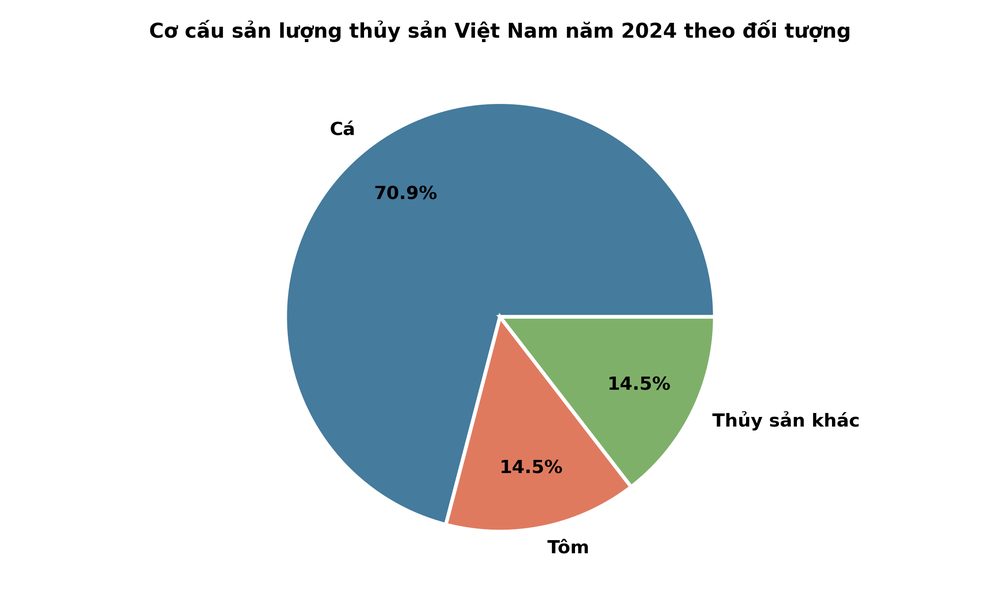 Cơ cấu sản lượng thủy sản Việt Nam năm 2024 theo đối tượng
Cá
70.9%
14.5%
Thủy sản khác
14.5%
Tôm